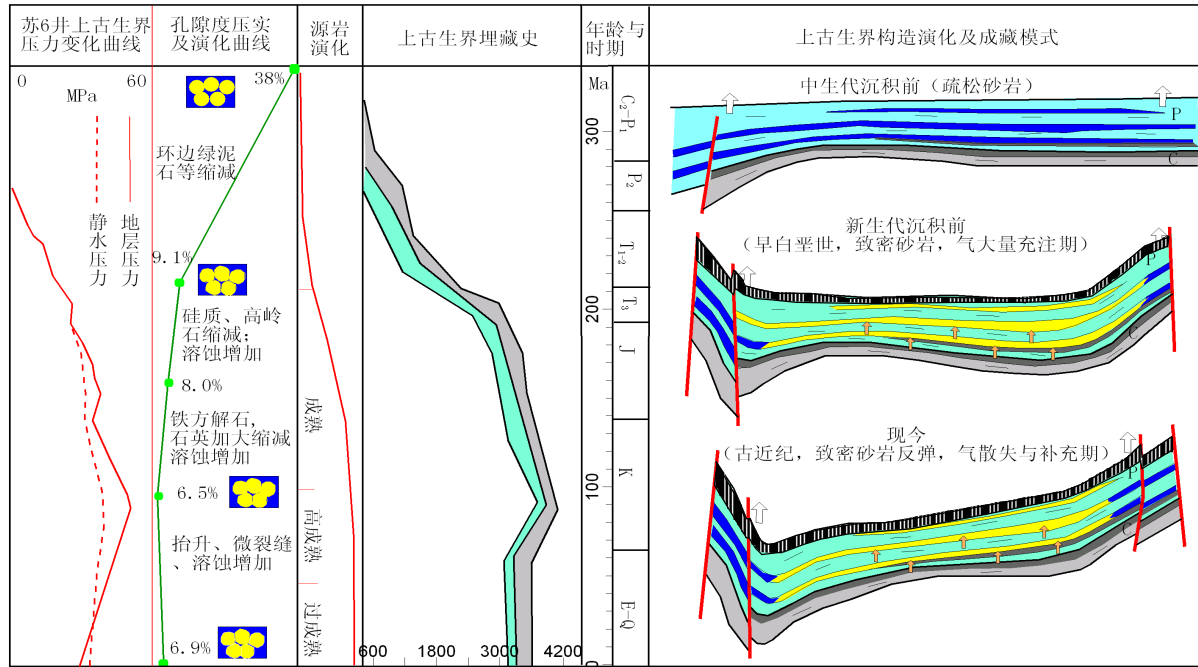 苏6井上古生界
压力变化曲线
孔隙度压实
及演化曲线
源岩
演化
上古生界埋藏史
年龄与
时期
上古生界构造演化及成藏模式
0
60
MPa
静水压力
地层压力
38%
环边绿泥
石等缩减
9.1%
硅质、高岭
石缩减;
溶蚀增加
8.0%
铁方解石,
石英加大缩减
溶蚀增加
6.5%
抬升、微裂缝
、溶蚀增加
6.9%
成熟
高成熟
过成熟
600
1800
3000
4200
Ma
300
200
100
0
C₂-P₁
P₂
T₁₋₂
T₃
J
K
E-Q
中生代沉积前（疏松砂岩）
P
C
新生代沉积前
（早白垩世, 致密砂岩, 气大量充注期）
P
C
现今
（古近纪, 致密砂岩反弹, 气散失与补充期）
P
C